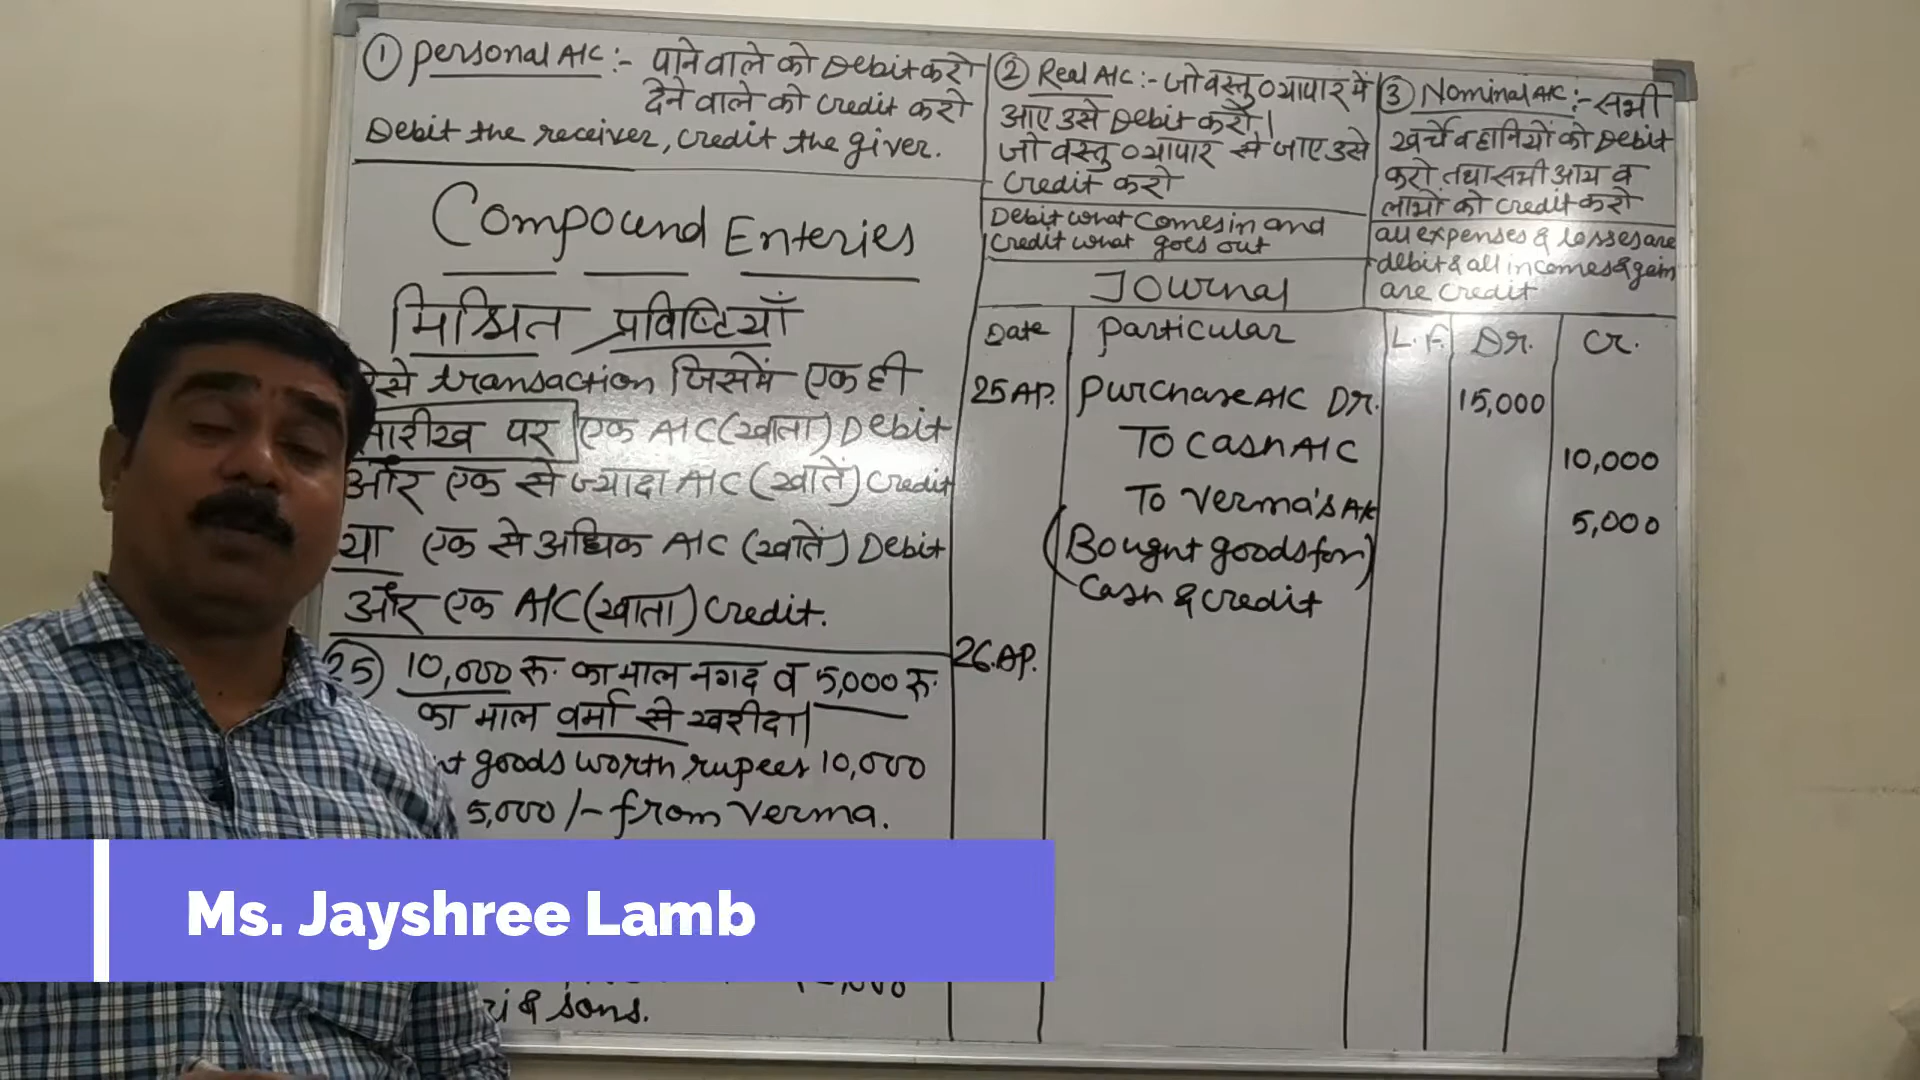 ① Personal A/C :- पाने वाले को Debit करो
देने वाले को credit करो
Debit the receiver, credit the giver.
② Real A/C :- जो वस्तु व्यापार में
आए उसे Debit करो।
जो वस्तु व्यापार से जाए उसे
Credit करो
Debit what comes in and
credit what goes out
③ Nominal A/C :- सभी
खर्चे व हानियों को Debit
करो तथा सभी आय व
लाभों को credit करो
all expenses & losses are
debit & all incomes & gain
are credit
Compound Enteries
मिश्रित प्रविष्टियाँ
transaction जिसमें एक ही
तारीख पर एक A/C (खाता) Debit
और एक से ज्यादा A/C (खातें) Credit
या एक से अधिक A/C (खातें) Debit
और एक A/C (खाता) Credit.
25) 10,000 रु. का माल नगद व 5,000 रु.
का माल वर्मा से खरीदा।
goods worth rupees 10,000
5,000/- from Verma.
& sons.
Journal
Date Particular L.F. Dr. Cr.
25 AP. Purchase A/C Dr. 15,000
To Cash A/C 10,000
To Verma's A/c 5,000
(Bought goods for)
Cash & credit
26.AP.
Ms. Jayshree Lamb